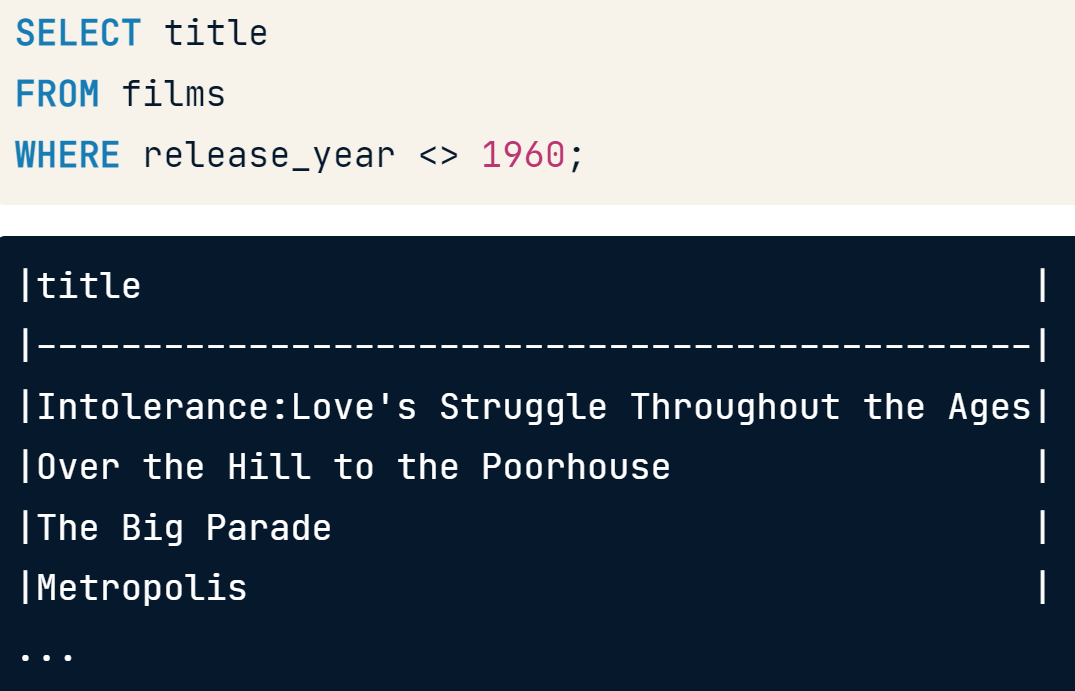 SELECT title
FROM films
WHERE release_year <> 1960;
|title                                          |
|-----------------------------------------------|
|Intolerance:Love's Struggle Throughout the Ages|
|Over the Hill to the Poorhouse                 |
|The Big Parade                                 |
|Metropolis                                     |
...